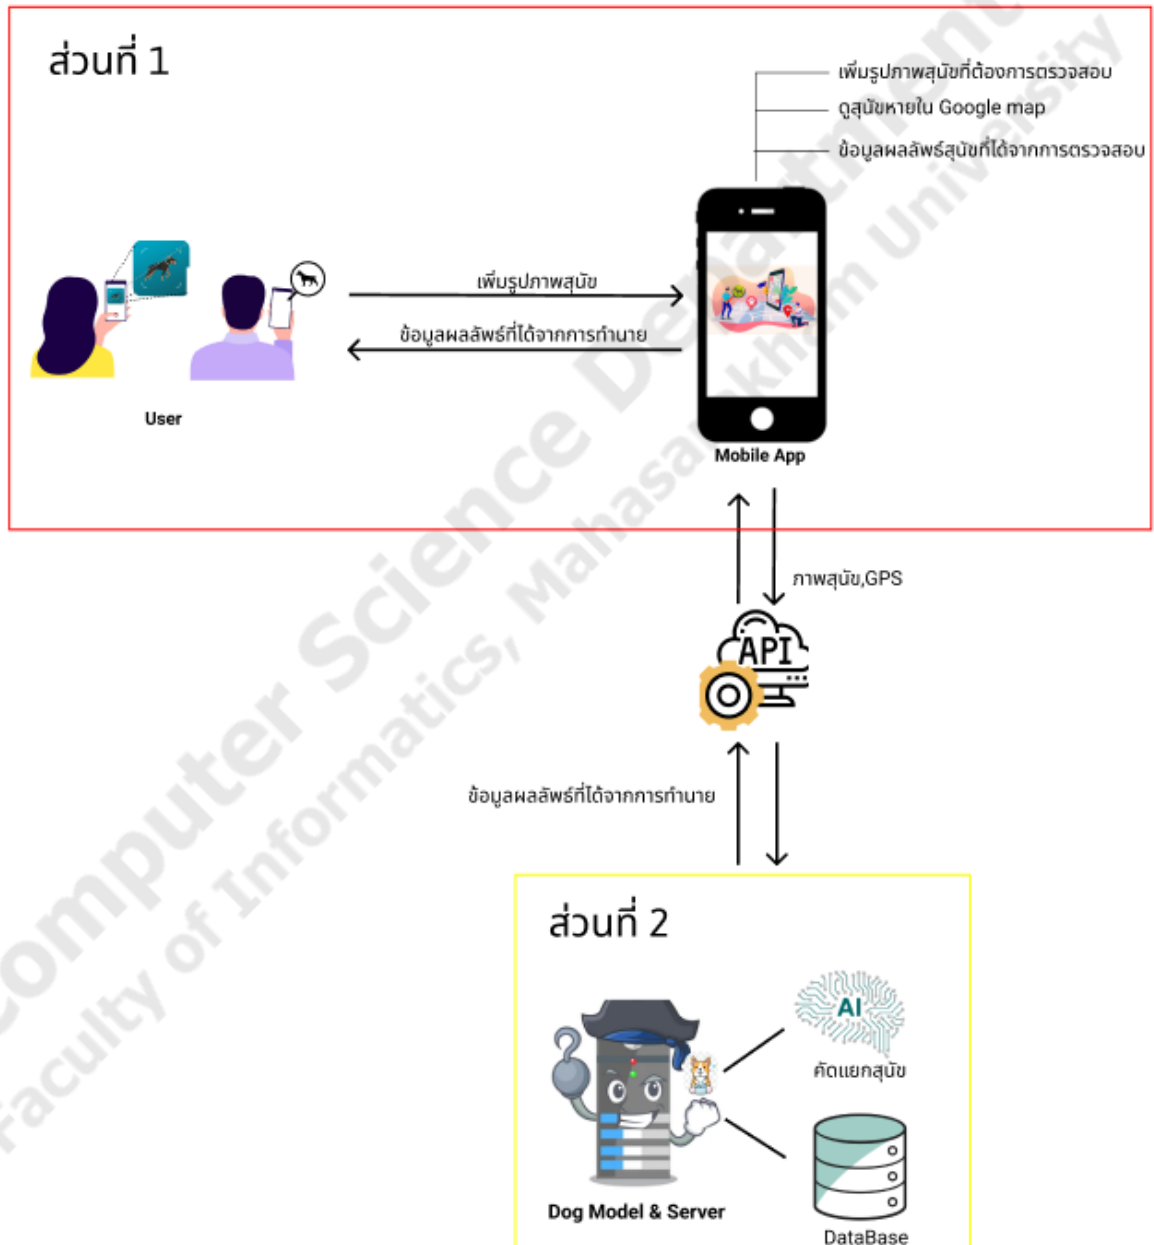 ส่วนที่ 1
เพิ่มรูปภาพสุนัขที่ต้องการตรวจสอบ
ดูสุนัขหายใน Google map
ข้อมูลผลลัพธ์สุนัขที่ได้จากการตรวจสอบ
เพิ่มรูปภาพสุนัข
ข้อมูลผลลัพธ์ที่ได้จากการทำนาย
User
Mobile App
ภาพสุนัข,GPS
API
ข้อมูลผลลัพธ์ที่ได้จากการทำนาย
ส่วนที่ 2
AI
คัดแยกสุนัข
Dog Model & Server
DataBase
Computer Science Department
Faculty of Informatics, Mahasarakham University